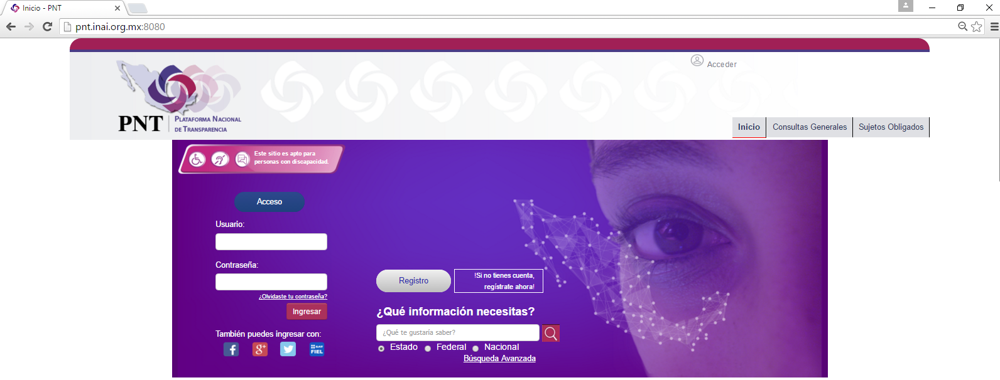 Inicio - PNT
pnt.inai.org.mx:8080
Acceder
PNT
PLATAFORMA NACIONAL
DE TRANSPARENCIA
Inicio
Consultas Generales
Sujetos Obligados
Este sitio es apto para
personas con discapacidad.
Acceso
Usuario:
Contraseña:
¿Olvidaste tu contraseña?
Ingresar
También puedes ingresar con:
f
g+
SAT
FIEL
Registro
!Si no tienes cuenta,
regístrate ahora!
¿Qué información necesitas?
¿Qué te gustaría saber?
Estado Federal Nacional
Búsqueda Avanzada